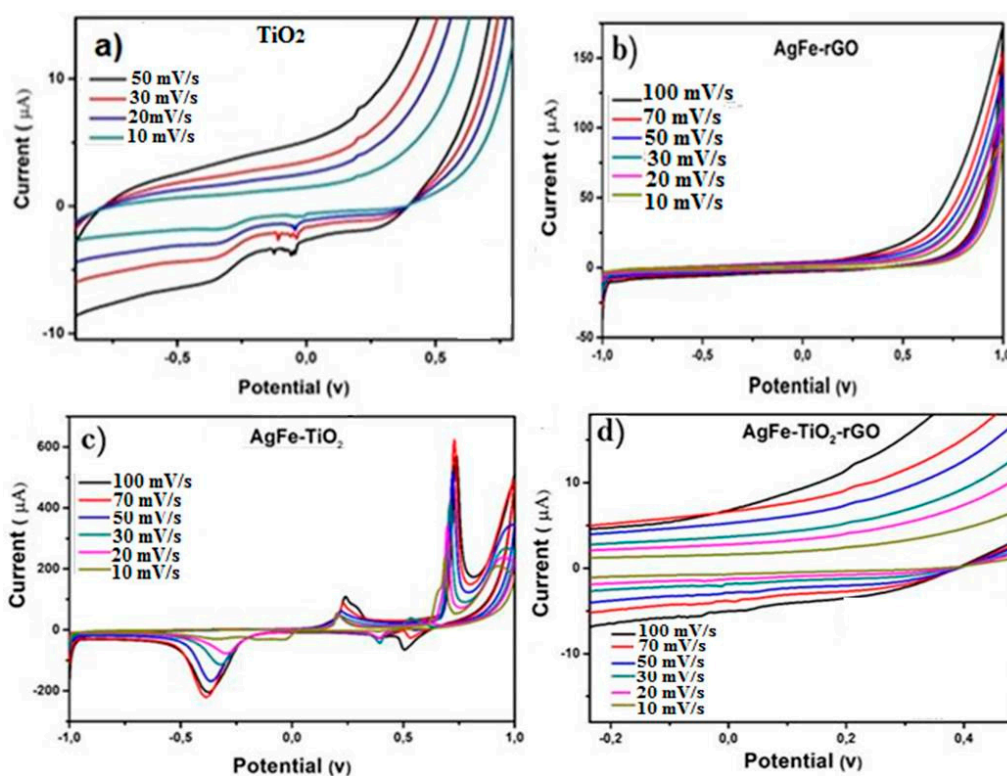 a)
TiO2
50 mV/s
30 mV/s
20mV/s
10 mV/s
10
0
-10
-0,5
0,0
0,5
Current ( μA)
Potential (v)
b)
AgFe-rGO
100 mV/s
70 mV/s
50 mV/s
30 mV/s
20 mV/s
10 mV/s
150
100
50
0
-50
-1,0
-0,5
0,0
0,5
1,0
Current ( μA)
Potential (v)
c)
AgFe-TiO₂
100 mV/s
70 mV/s
50 mV/s
30 mV/s
20 mV/s
10 mV/s
600
400
200
0
-200
-1,0
-0,5
0,0
0,5
1,0
Current ( μA)
Potential (v)
d)
AgFe-TiO₂-rGO
10
0
-10
100 mV/s
70 mV/s
50 mV/s
30 mV/s
20 mV/s
10 mV/s
-0,2
0,0
0,2
0,4
Current ( μA)
Potential (v)